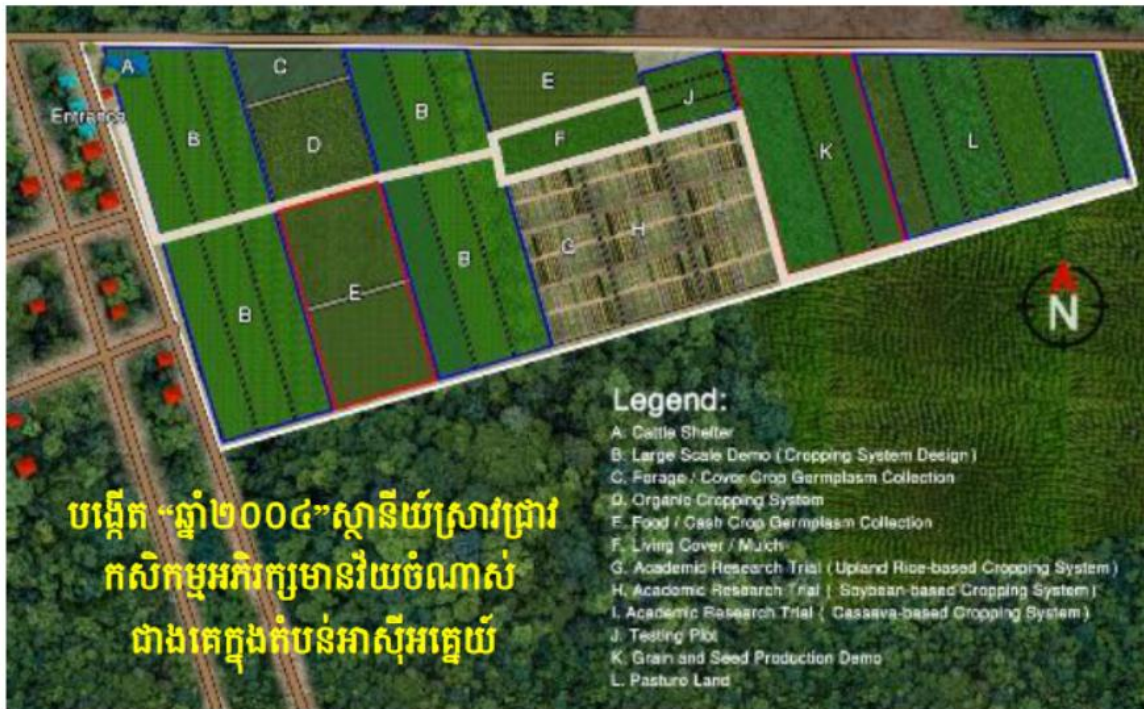 A
C
B
E
J
Entrance
B
D
F
K
L
G
H
B
E
B
N
Legend:
A. Cattle Shelter
B. Large Scale Demo ( Cropping System Design )
C. Forage / Cover Crop Germplasm Collection
D. Organic Cropping System
E. Food / Cash Crop Germplasm Collection
F. Living Cover / Mulch
G. Academic Research Trial ( Upland Rice-based Cropping System )
H. Academic Research Trial ( Soybean-based Cropping System )
I. Academic Research Trial ( Cassava-based Cropping System )
J. Testing Plot
K. Grain and Seed Production Demo
L. Pasture Land
បង្កើត “ឆ្នាំ២០០៤”ស្ថានីយ៍ស្រាវជ្រាវ
កសិកម្មអភិរក្សមានវ័យចំណាស់
ជាងគេក្នុងតំបន់អាស៊ីអគ្នេយ៍